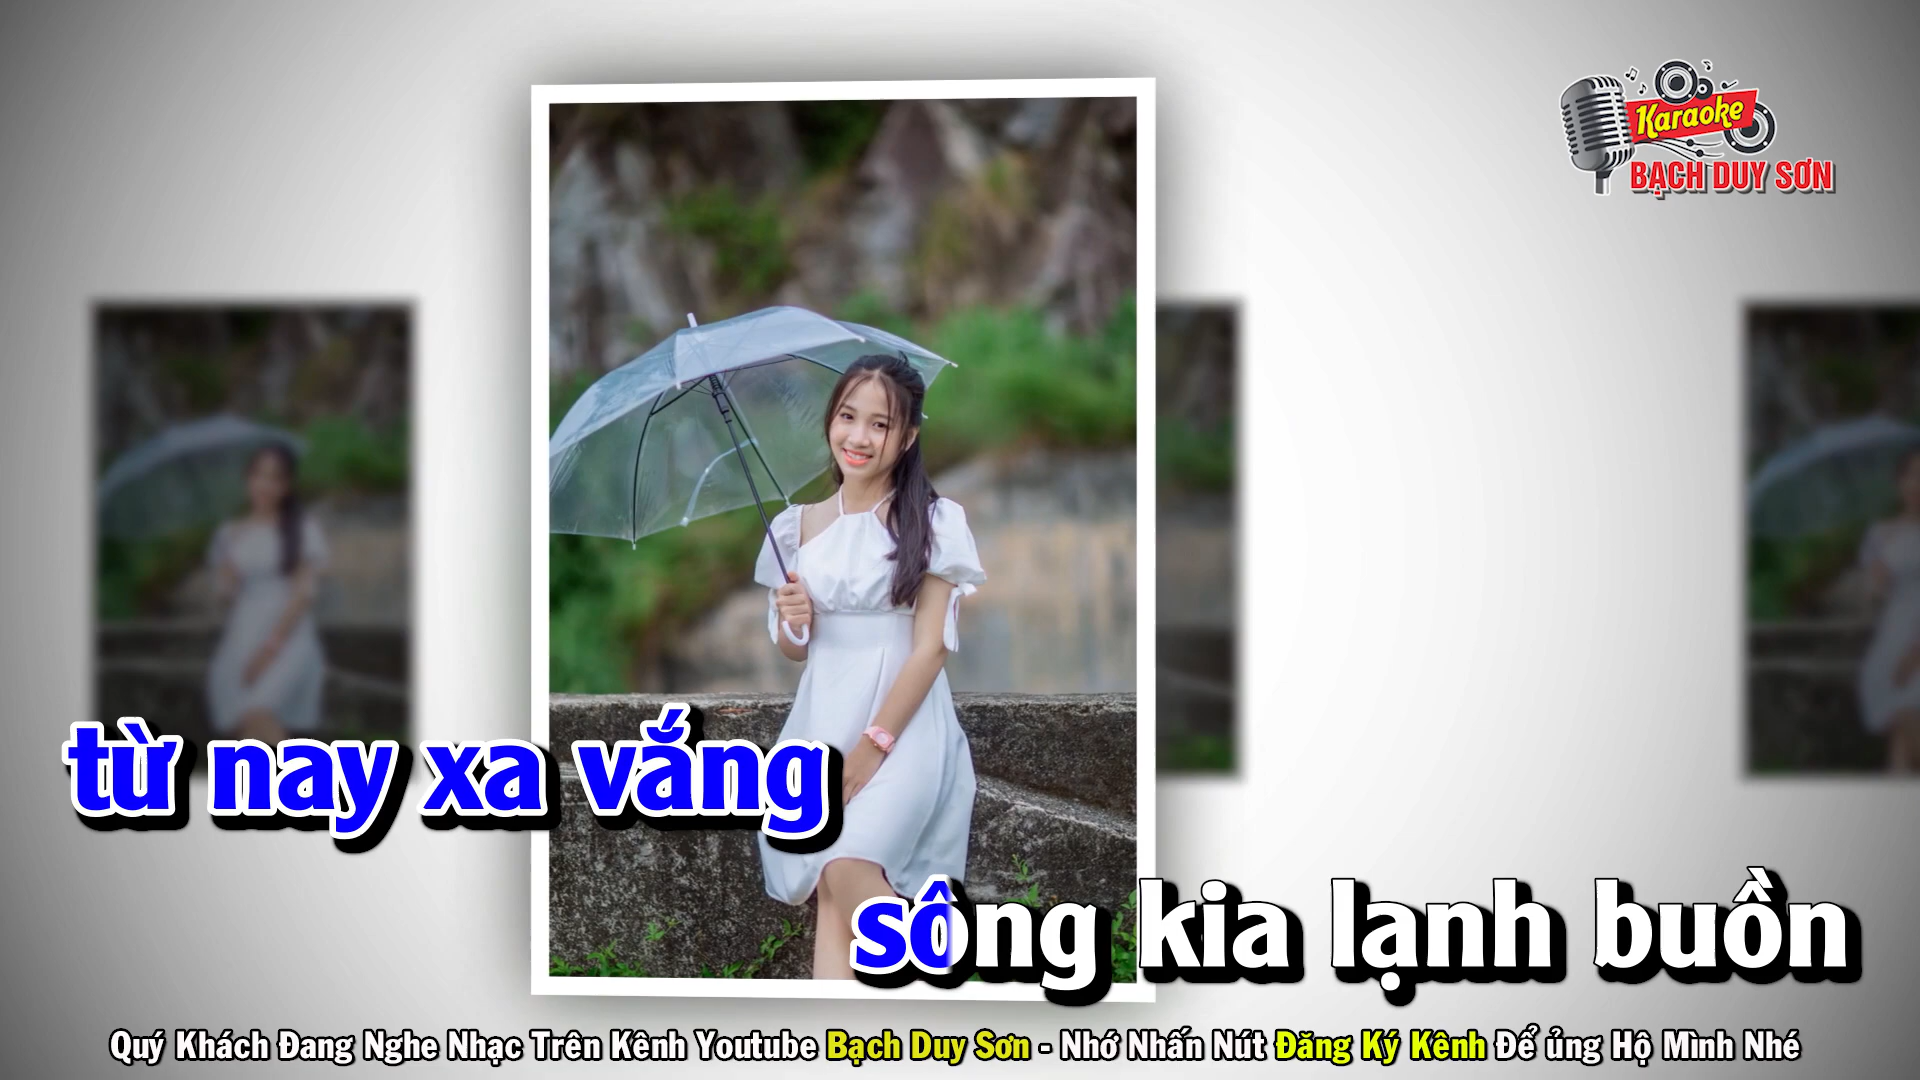 Karaoke
BẠCH DUY SƠN
từ nay xa vắng
sông kia lạnh buồn
Quý Khách Đang Nghe Nhạc Trên Kênh Youtube Bạch Duy Sơn - Nhớ Nhấn Nút Đăng Ký Kênh Để ủng Hộ Mình Nhé